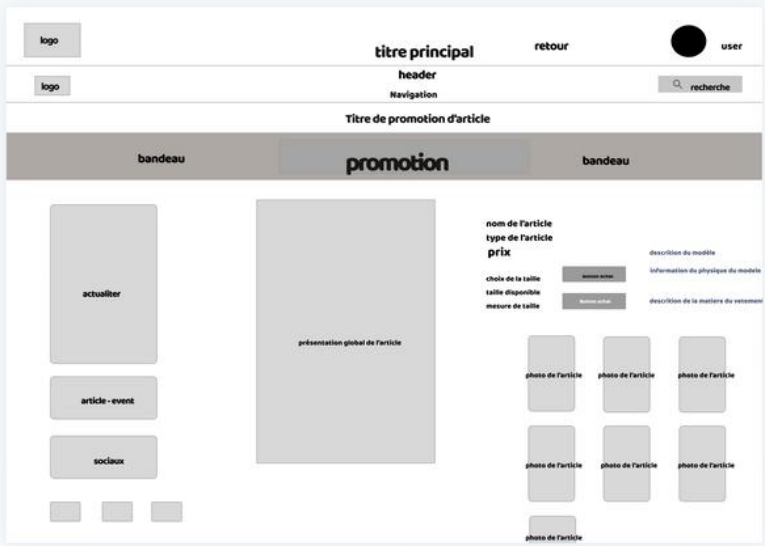 logo
titre principal
retour
user
header
logo
Navigation
recherche
Titre de promotion d'article
bandeau
promotion
bandeau
actualiter
article - event
sociaux
présentation global de l'article
nom de l'article
type de l'article
prix
choix de la taille
taille disponible
mesure de taille
descrition du modèle
information du physique du modele
descrition de la matiere du vetement
photo de l'article
photo de l'article
photo de l'article
photo de l'article
photo de l'article
photo de l'article
photo de l'article